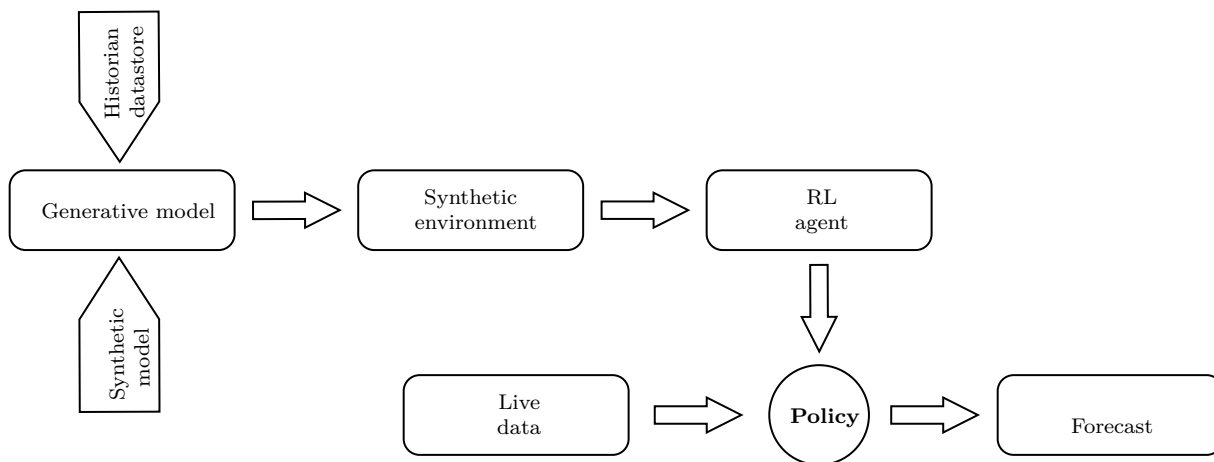 Historian
datastore
Generative model
Synthetic
environment
RL
agent
Synthetic
model
Live
data
Policy
Forecast